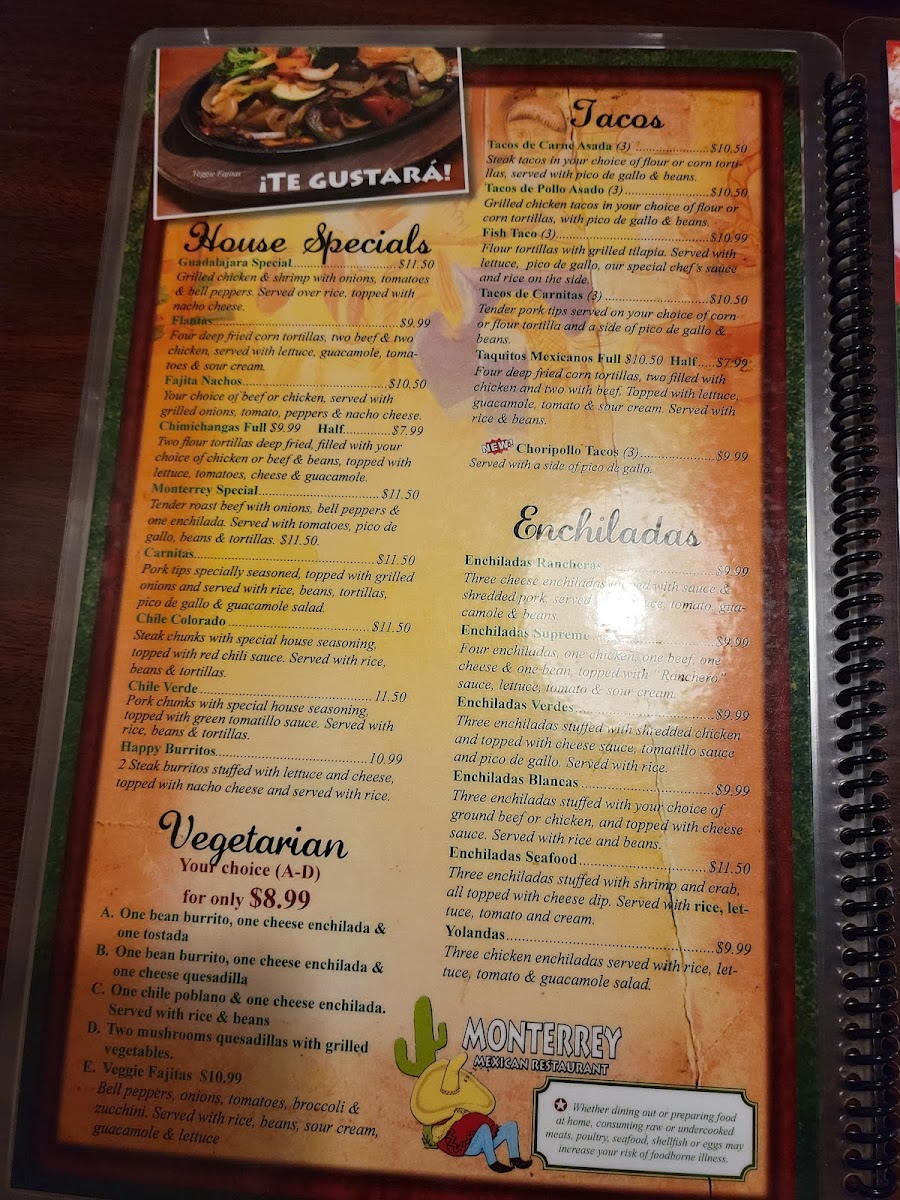 Veggie Fajitas
¡TE GUSTARÁ!
House Specials
Guadalajara Special..............................$11.50
Grilled chicken & shrimp with onions, tomatoes
& bell peppers. Served over rice, topped with
nacho cheese.
Flautas..............................$9.99
Four deep fried corn tortillas, two beef & two
chicken, served with lettuce, guacamole, toma-
toes & sour cream.
Fajita Nachos..............................$10.50
Your choice of beef or chicken, served with
grilled onions, tomato, peppers & nacho cheese.
Chimichangas Full $9.99 Half.............$7.99
Two flour tortillas deep fried, filled with your
choice of chicken or beef & beans, topped with
lettuce, tomatoes, cheese & guacamole.
Monterrey Special..............................$11.50
Tender roast beef with onions, bell peppers &
one enchilada. Served with tomatoes, pico de
gallo, beans & tortillas. $11.50.
Carnitas..............................$11.50
Pork tips specially seasoned, topped with grilled
onions and served with rice, beans, tortillas,
pico de gallo & guacamole salad.
Chile Colorado..............................$11.50
Steak chunks with special house seasoning,
topped with red chili sauce. Served with rice,
beans & tortillas.
Chile Verde..............................11.50
Pork chunks with special house seasoning,
topped with green tomatillo sauce. Served with
rice, beans & tortillas.
Happy Burritos..............................10.99
2 Steak burritos stuffed with lettuce and cheese,
topped with nacho cheese and served with rice.
Vegetarian
Your choice (A-D)
for only $8.99
A. One bean burrito, one cheese enchilada &
one tostada
B. One bean burrito, one cheese enchilada &
one cheese quesadilla
C. One chile poblano & one cheese enchilada.
Served with rice & beans
D. Two mushrooms quesadillas with grilled
vegetables.
E. Veggie Fajitas $10.99
Bell peppers, onions, tomatoes, broccoli &
zucchini. Served with rice, beans, sour cream,
guacamole & lettuce
Tacos
Tacos de Carne Asada (3)....................$10.50
Steak tacos in your choice of flour or corn torti-
llas, served with pico de gallo & beans.
Tacos de Pollo Asado (3)....................$10.50
Grilled chicken tacos in your choice of flour or
corn tortillas, with pico de gallo & beans.
Fish Taco (3)..............................$10.99
Flour tortillas with grilled tilapia. Served with
lettuce, pico de gallo, our special chef's sauce
and rice on the side.
Tacos de Carnitas (3)....................$10.50
Tender pork tips served on your choice of corn
or flour tortilla and a side of pico de gallo &
beans.
Taquitos Mexicanos Full $10.50 Half....$7.99
Four deep fried corn tortillas, two filled with
chicken and two with beef. Topped with lettuce,
guacamole, tomato & sour cream. Served with
rice & beans.
NEW! Choripollo Tacos (3)....................$9.99
Served with a side of pico de gallo.
Enchiladas
Enchiladas Rancheras....................$9.99
Three cheese enchiladas with sauce &
shredded pork, served tomato, gua-
camole & beans.
Enchiladas Supreme....................$9.99
Four enchiladas, one chicken, one beef, one
cheese & one bean, topped with "Ranchero"
sauce, lettuce, tomato & sour cream.
Enchiladas Verdes....................$9.99
Three enchiladas stuffed with shredded chicken
and topped with cheese sauce, tomatillo sauce
and pico de gallo. Served with rice.
Enchiladas Blancas....................$9.99
Three enchiladas stuffed with your choice of
ground beef or chicken, and topped with cheese
sauce. Served with rice and beans.
Enchiladas Seafood....................$11.50
Three enchiladas stuffed with shrimp and crab,
all topped with cheese dip. Served with rice, let-
tuce, tomato and cream.
Yolandas..............................$9.99
Three chicken enchiladas served with rice, let-
tuce, tomato & guacamole salad.
MONTERREY
MEXICAN RESTAURANT
Whether dining out or preparing food
at home, consuming raw or undercooked
meats, poultry, seafood, shellfish or eggs may
increase your risk of foodborne illness.